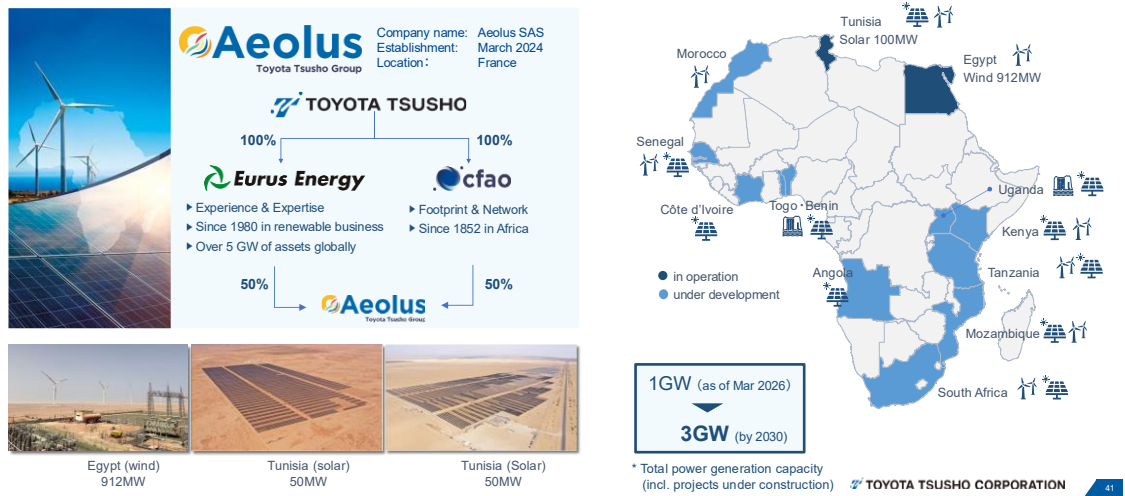 Aeolus
Toyota Tsusho Group
Company name: Aeolus SAS
Establishment: March 2024
Location： France
TOYOTA TSUSHO
100%
100%
Eurus Energy
cfao
Experience & Expertise
Since 1980 in renewable business
Over 5 GW of assets globally
Footprint & Network
Since 1852 in Africa
50%
50%
Aeolus
Toyota Tsusho Group
Egypt (wind)
912MW
Tunisia (solar)
50MW
Tunisia (Solar)
50MW
Tunisia
Solar 100MW
Morocco
Egypt
Wind 912MW
Senegal
Uganda
Côte d'Ivoire
Togo・Benin
Kenya
Angola
Tanzania
in operation
under development
Mozambique
South Africa
1GW （as of Mar 2026）
3GW (by 2030)
* Total power generation capacity
(incl. projects under construction)
TOYOTA TSUSHO CORPORATION
41